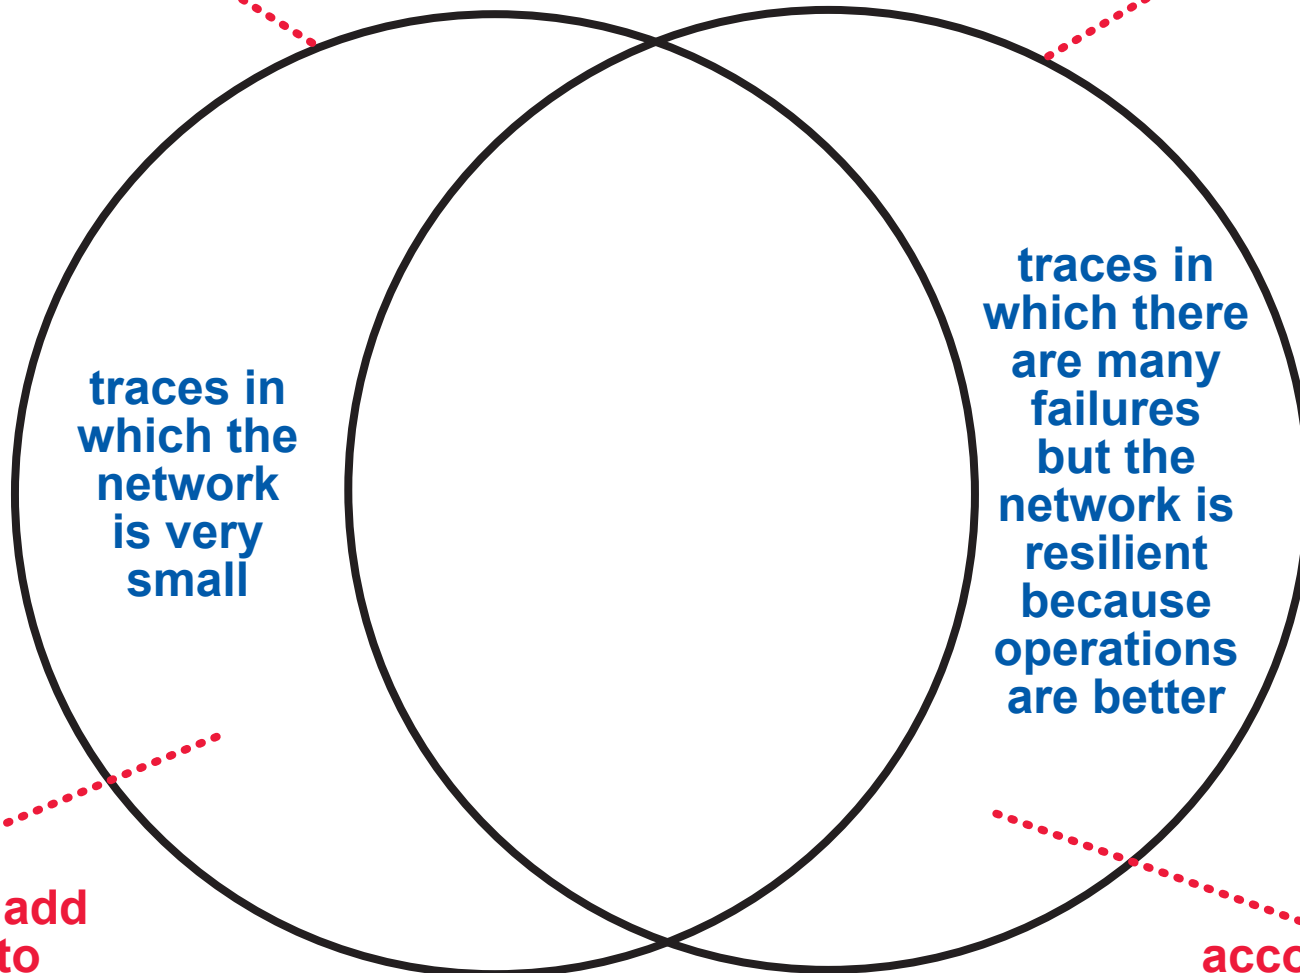 traces in
which the
network
is very
small
traces in
which there
are many
failures
but the
network is
resilient
because
operations
are better
add
to